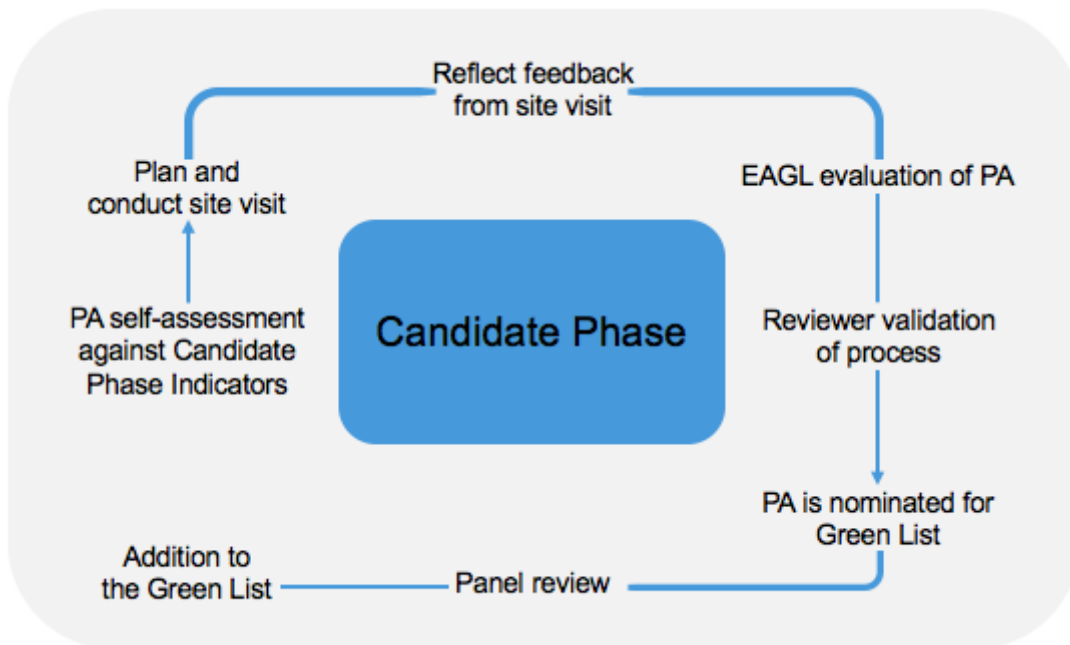 Reflect feedback
from site visit
Plan and
conduct site visit
EAGL evaluation of PA
PA self-assessment
against Candidate
Phase Indicators
Candidate Phase
Reviewer validation
of process
PA is nominated for
Green List
Addition to
the Green List
Panel review